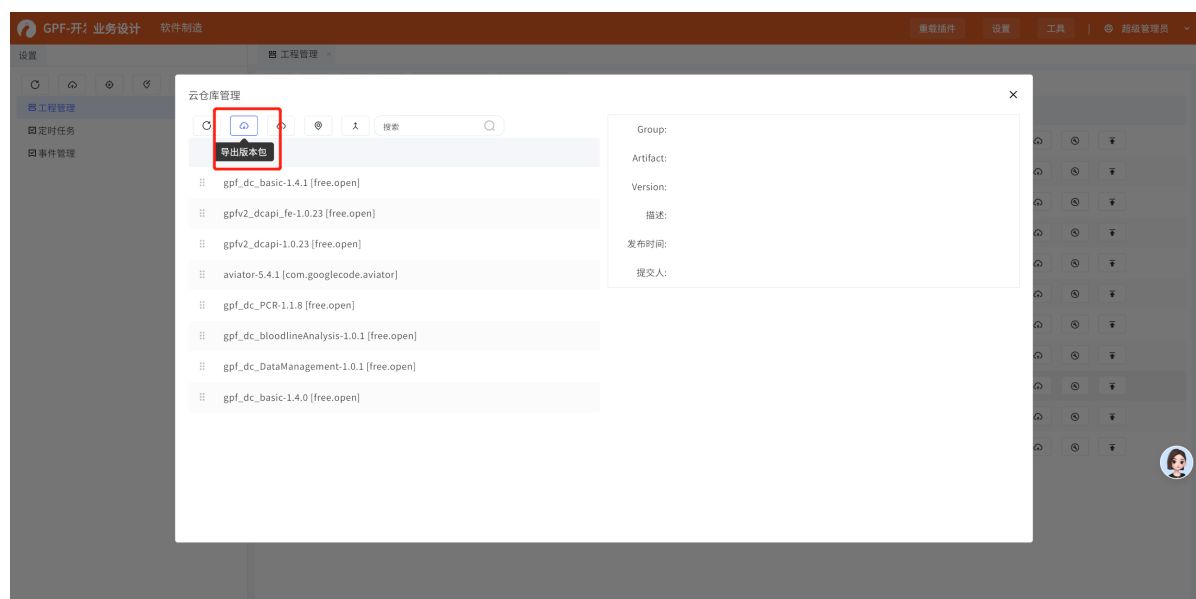 GPF-开发 业务设计 软件制造 重载插件 设置 工具 | 超级管理员
设置 工程管理 ×
云仓库管理 ×
工程管理
定时任务
事件管理
搜索
导出版本包
gpf_dc_basic-1.4.1 [free.open]
gpfv2_dcapi_fe-1.0.23 [free.open]
gpfv2_dcapi-1.0.23 [free.open]
aviator-5.4.1 [com.googlecode.aviator]
gpf_dc_PCR-1.1.8 [free.open]
gpf_dc_bloodlineAnalysis-1.0.1 [free.open]
gpf_dc_DataManagement-1.0.1 [free.open]
gpf_dc_basic-1.4.0 [free.open]
Group:
Artifact:
Version:
描述:
发布时间:
提交人: